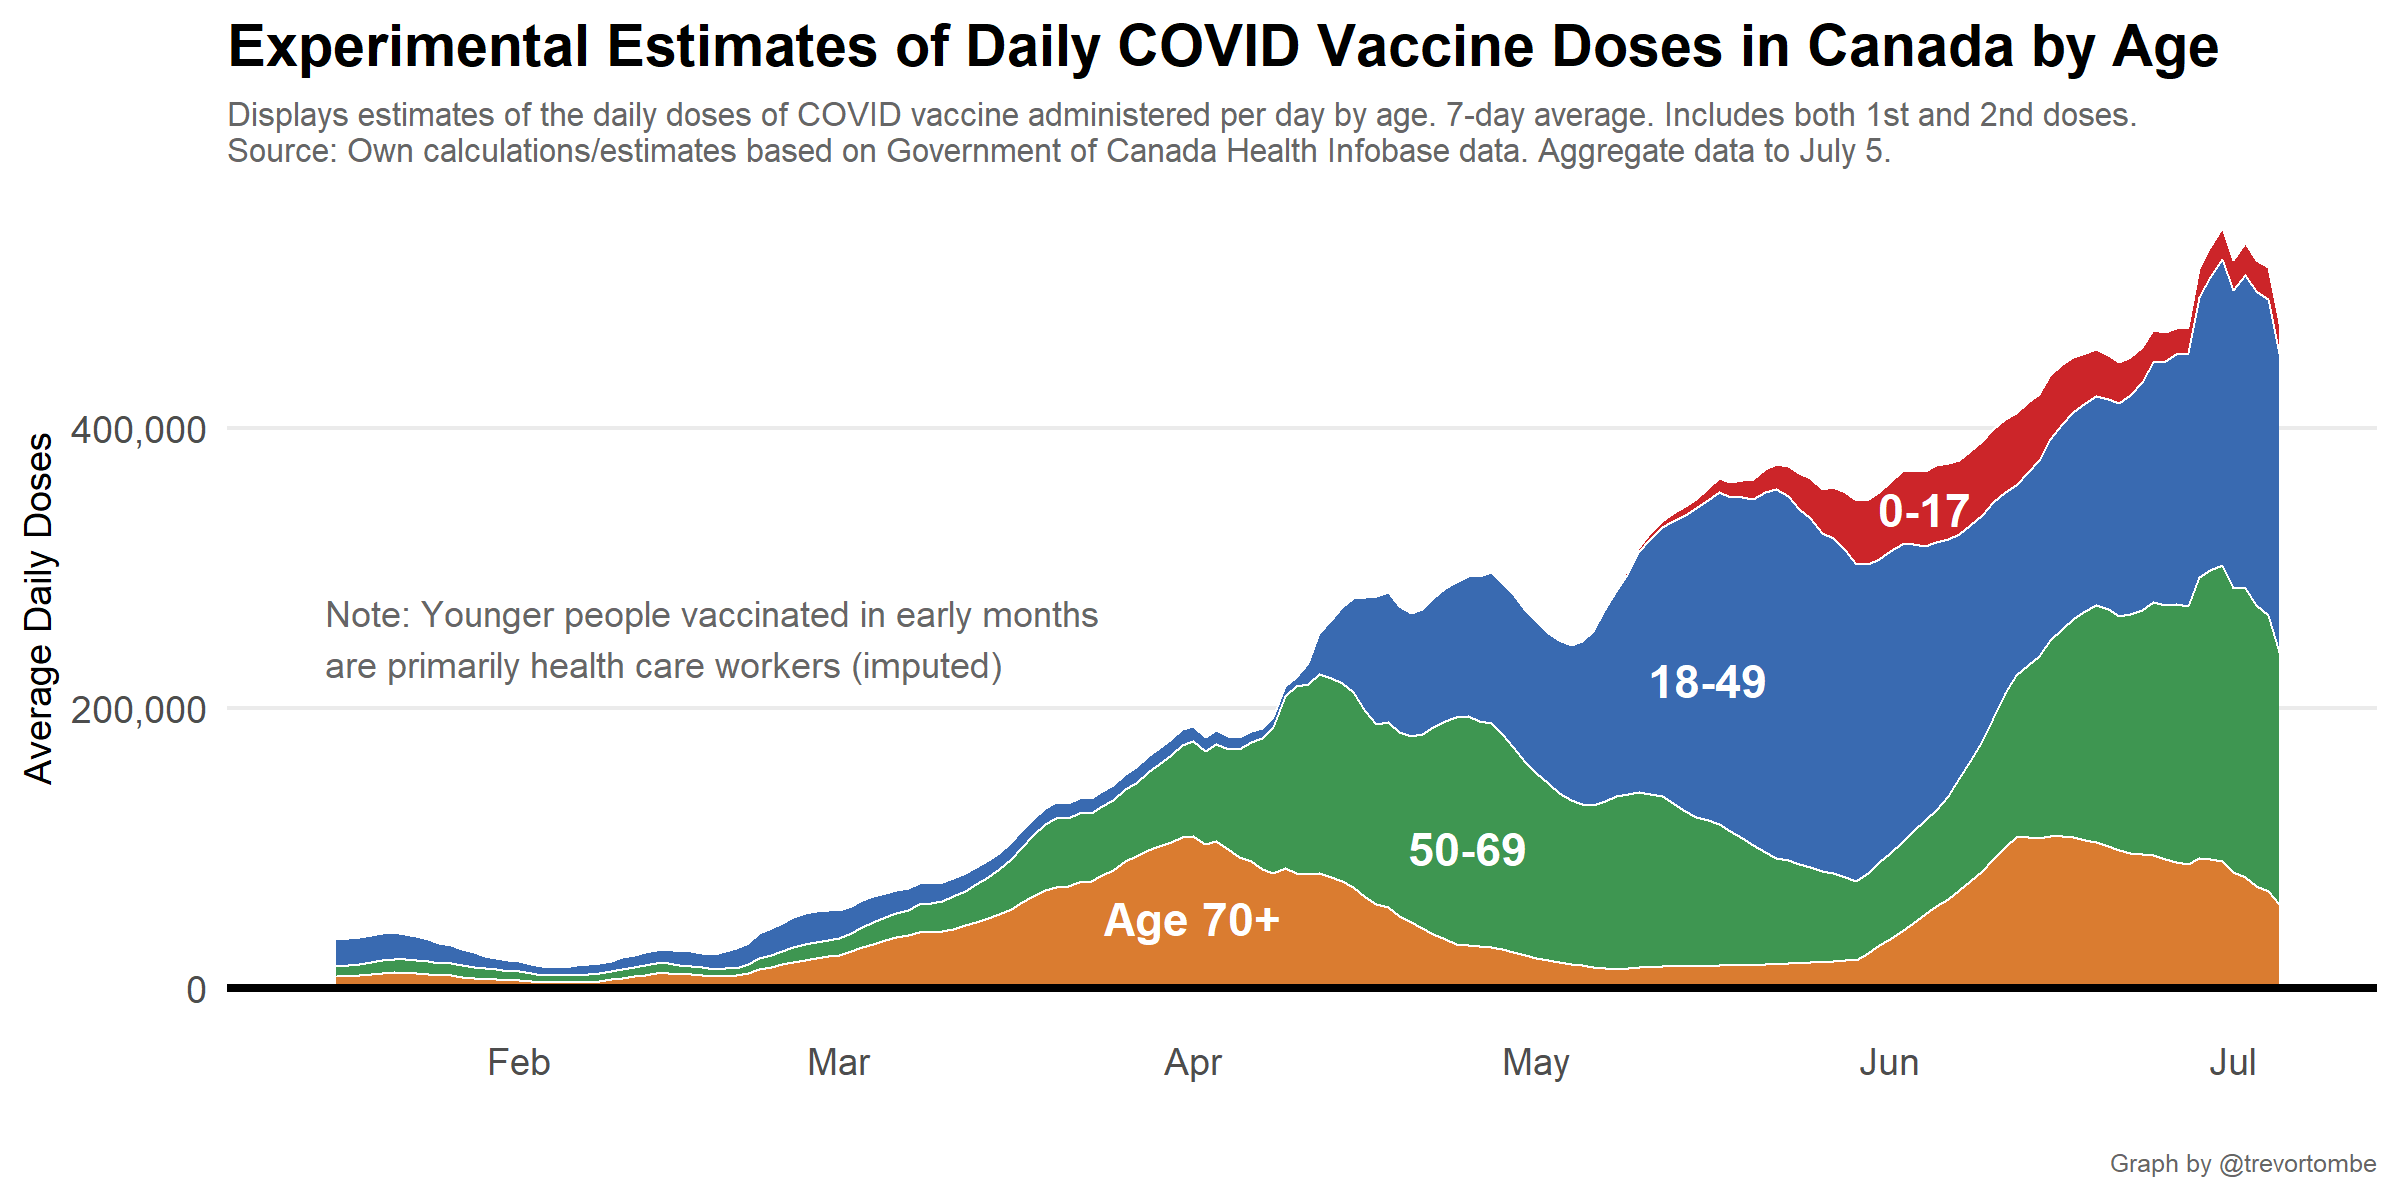 Experimental Estimates of Daily COVID Vaccine Doses in Canada by Age
Displays estimates of the daily doses of COVID vaccine administered per day by age. 7-day average. Includes both 1st and 2nd doses.
Source: Own calculations/estimates based on Government of Canada Health Infobase data. Aggregate data to July 5.
Average Daily Doses
400,000
200,000
0
Note: Younger people vaccinated in early months
are primarily health care workers (imputed)
0-17
18-49
50-69
Age 70+
Feb Mar Apr May Jun Jul
Graph by @trevortombe